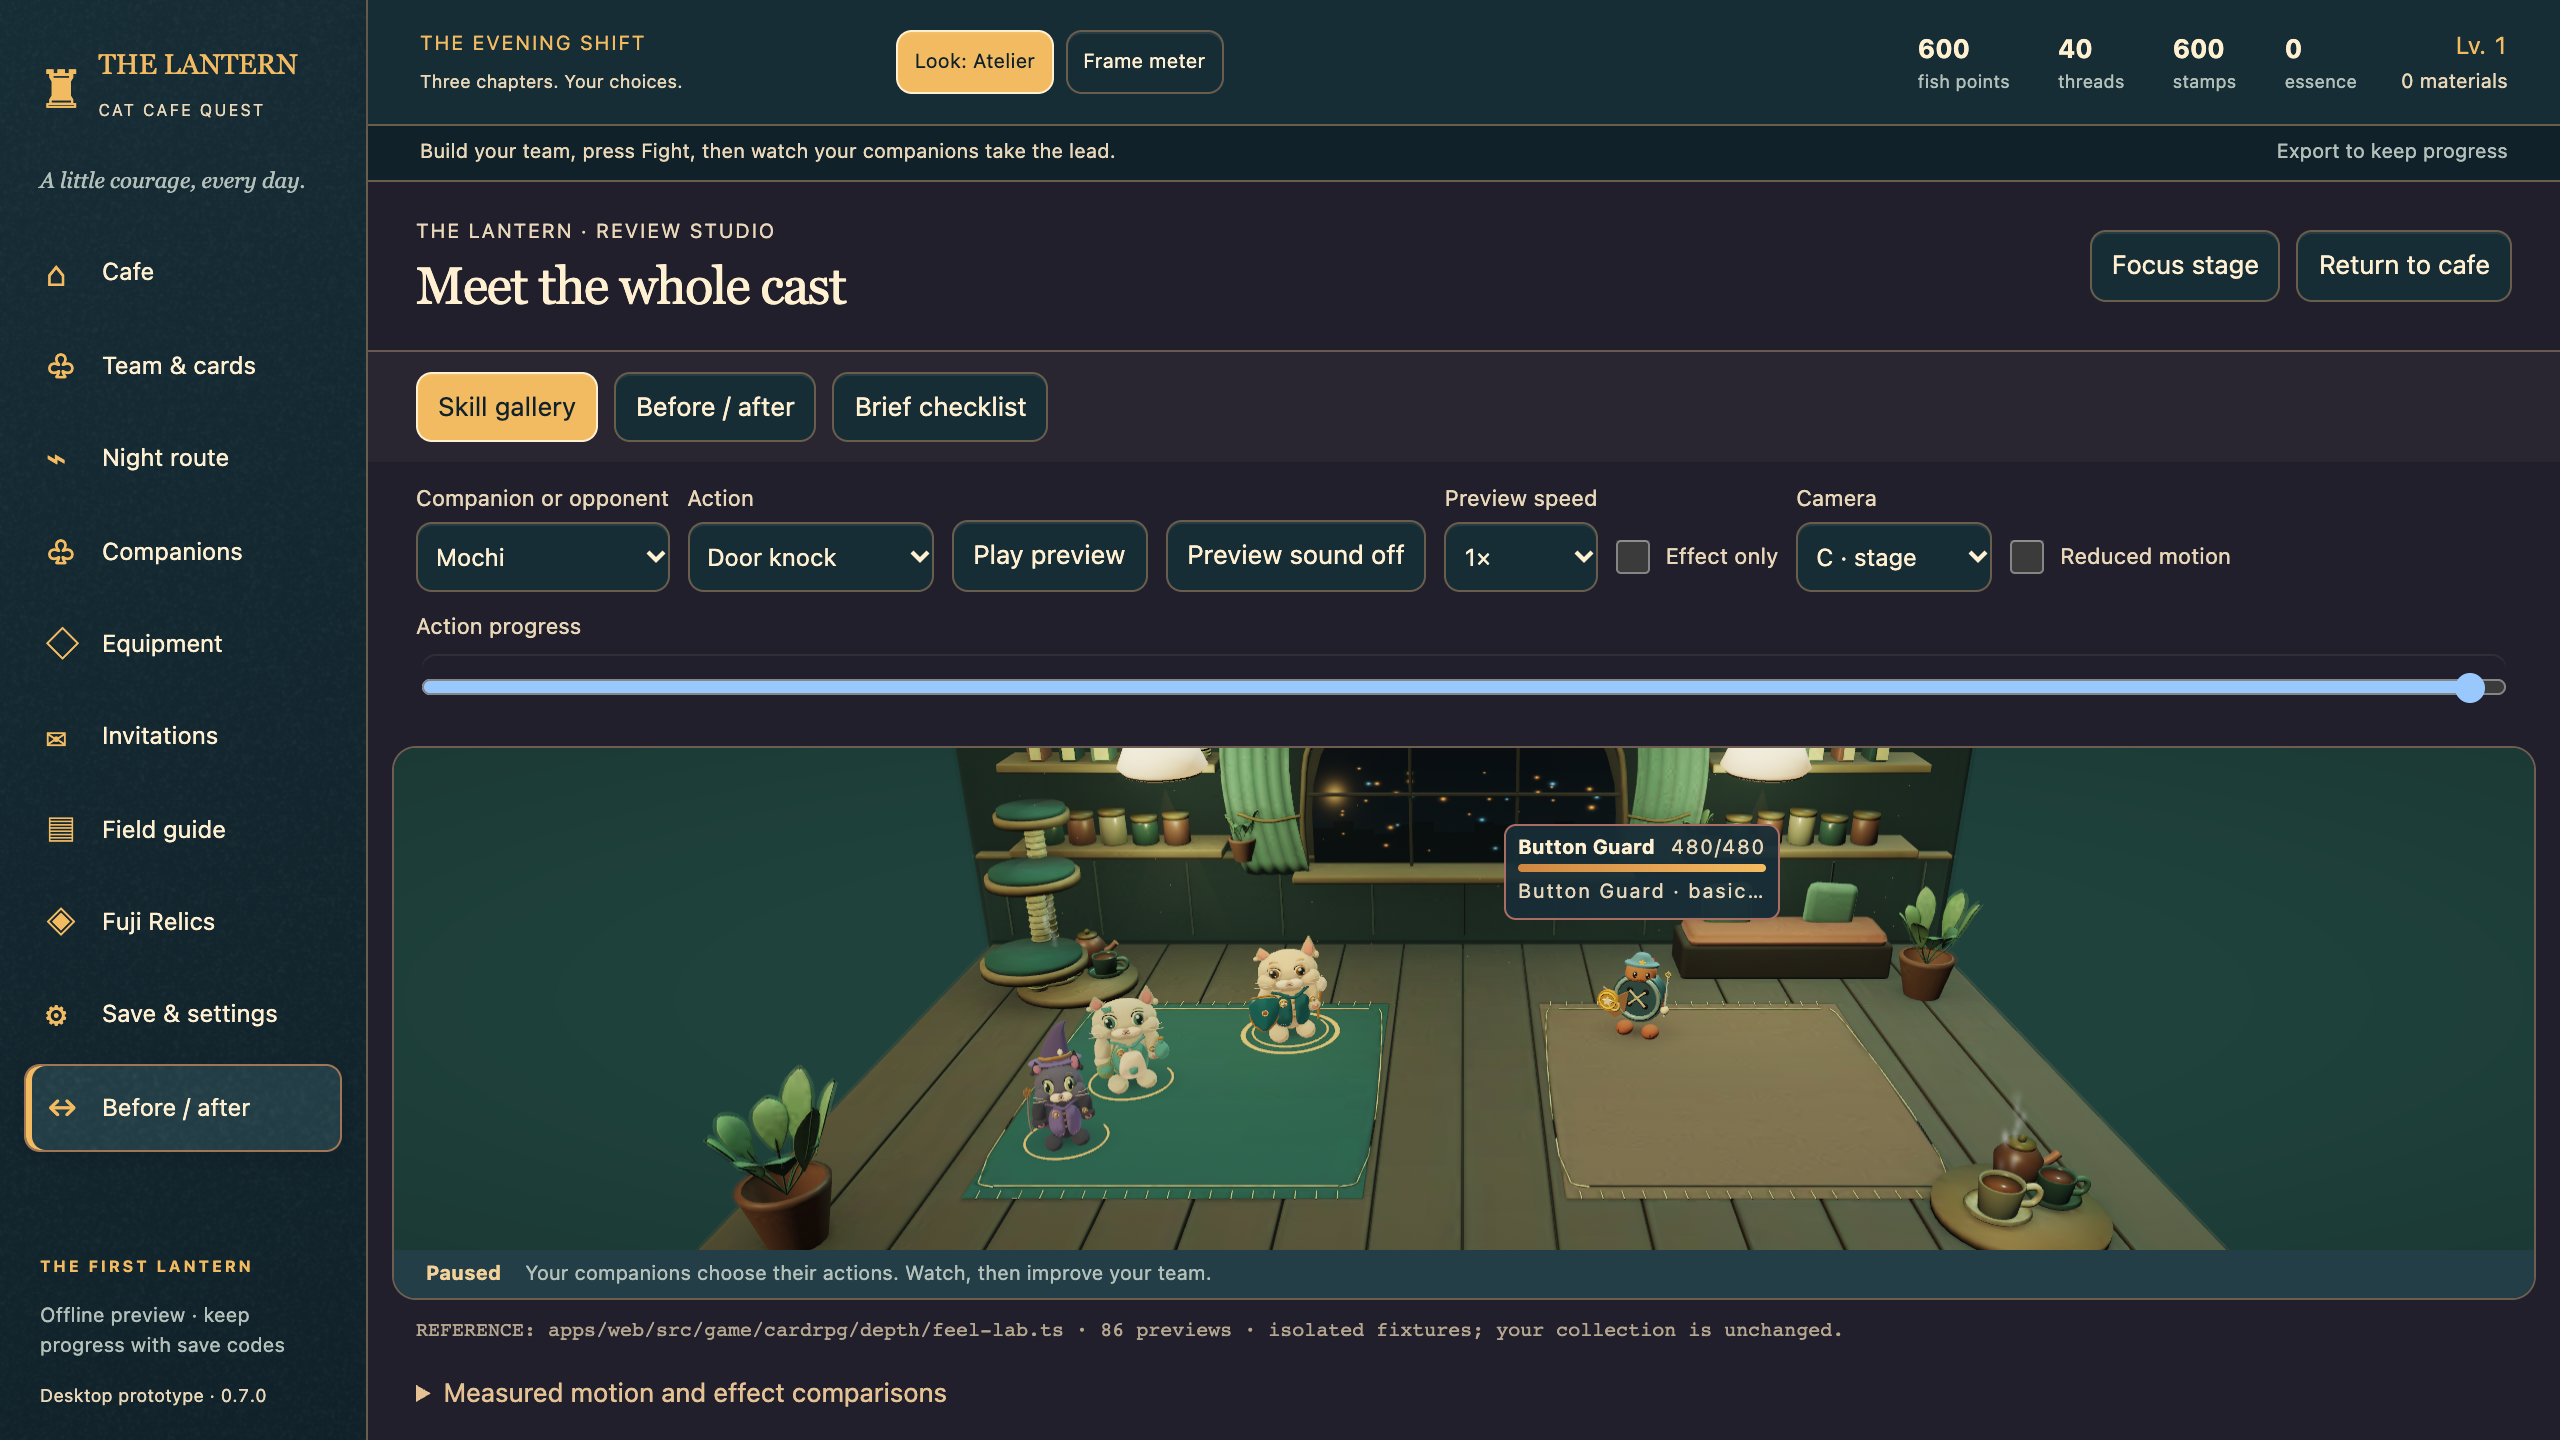 THE LANTERN
CAT CAFE QUEST
A little courage, every day.
Cafe
Team & cards
Night route
Companions
Equipment
Invitations
Field guide
Fuji Relics
Save & settings
Before / after
THE FIRST LANTERN
Offline preview · keep
progress with save codes
Desktop prototype · 0.7.0
THE EVENING SHIFT
Three chapters. Your choices.
Look: Atelier
Frame meter
600
fish points
40
threads
600
stamps
0
essence
Lv. 1
0 materials
Build your team, press Fight, then watch your companions take the lead.
Export to keep progress
THE LANTERN · REVIEW STUDIO
Meet the whole cast
Focus stage
Return to cafe
Skill gallery
Before / after
Brief checklist
Companion or opponent
Mochi
Action
Door knock
Play preview
Preview sound off
Preview speed
1×
Effect only
Camera
C · stage
Reduced motion
Action progress
Button Guard 480/480
Button Guard · basic…
Paused Your companions choose their actions. Watch, then improve your team.
REFERENCE: apps/web/src/game/cardrpg/depth/feel-lab.ts · 86 previews · isolated fixtures; your collection is unchanged.
Measured motion and effect comparisons